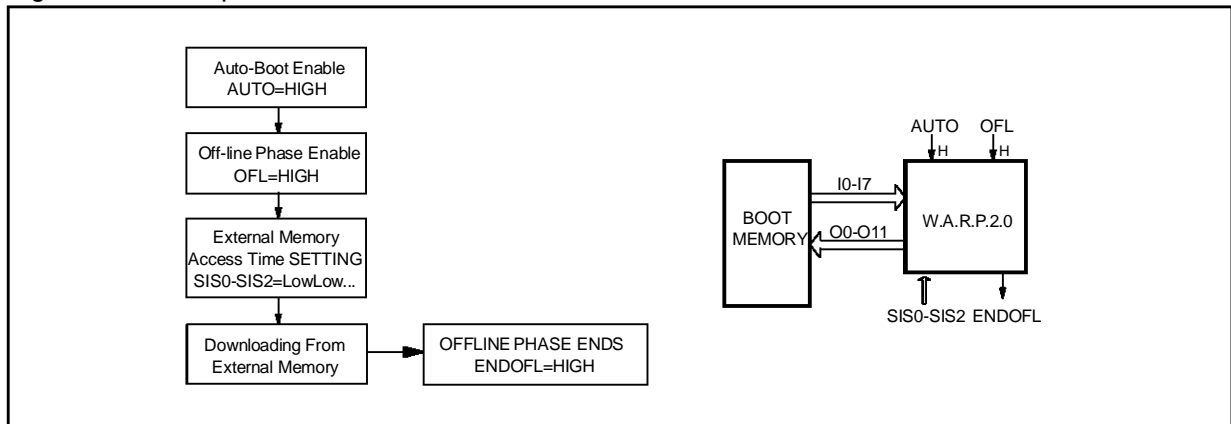 Auto-Boot Enable
AUTO=HIGH
Off-line Phase Enable
OFL=HIGH
External Memory
Access Time SETTING
SIS0-SIS2=LowLow...
Downloading From
External Memory
OFFLINE PHASE ENDS
ENDOFL=HIGH
AUTO OFL
H H
BOOT
MEMORY
I0-I7
O0-O11
W.A.R.P.2.0
SIS0-SIS2 ENDOFL